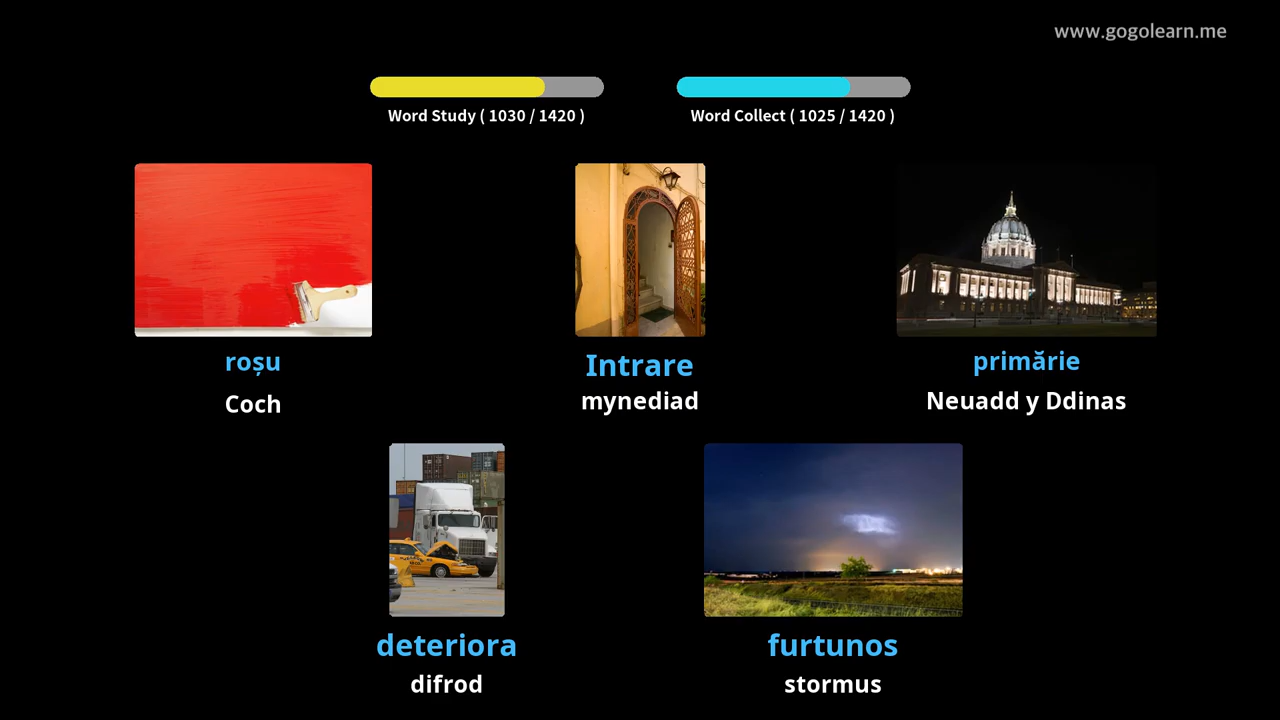 www.gogolearn.me
Word Study ( 1030 / 1420 )
Word Collect ( 1025 / 1420 )
roșu
Intrare
primărie
Coch
mynediad
Neuadd y Ddinas
deteriora
furtunos
difrod
stormus